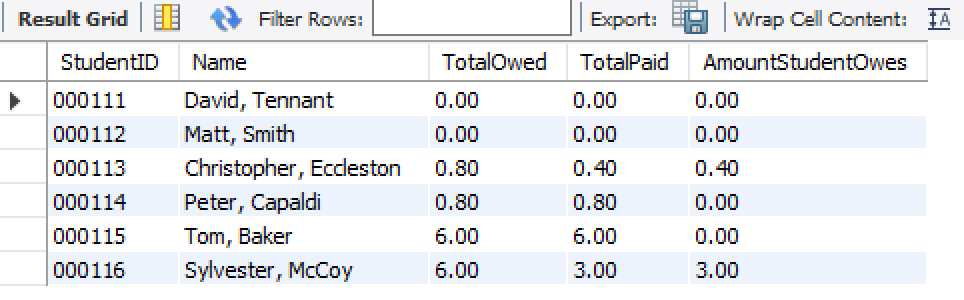 Result Grid Filter Rows: Export: Wrap Cell Content: IA
StudentID Name TotalOwed TotalPaid AmountStudentOwes
000111 David, Tennant 0.00 0.00 0.00
000112 Matt, Smith 0.00 0.00 0.00
000113 Christopher, Eccleston 0.80 0.40 0.40
000114 Peter, Capaldi 0.80 0.80 0.00
000115 Tom, Baker 6.00 6.00 0.00
000116 Sylvester, McCoy 6.00 3.00 3.00